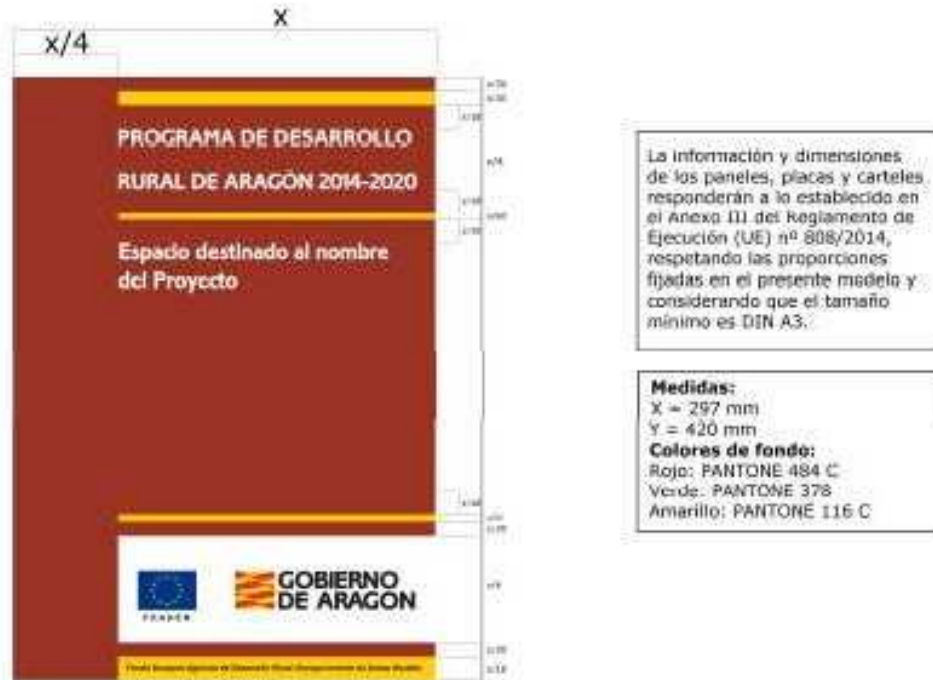 x
x/4
PROGRAMA DE DESARROLLO
RURAL DE ARAGÓN 2014-2020
Espacio destinado al nombre
del Proyecto
GOBIERNO
DE ARAGON
FEADER
La información y dimensiones
de los paneles, placas y carteles
responderán a lo establecido en
el Anexo III del Reglamento de
Ejecución (UE) nº 808/2014,
respetando las proporciones
fijadas en el presente modelo y
considerando que el tamaño
mínimo es DIN A3.
Medidas:
X = 297 mm
Y = 420 mm
Colores de fondo:
Rojo: PANTONE 484 C
Verde: PANTONE 378
Amarillo: PANTONE 116 C